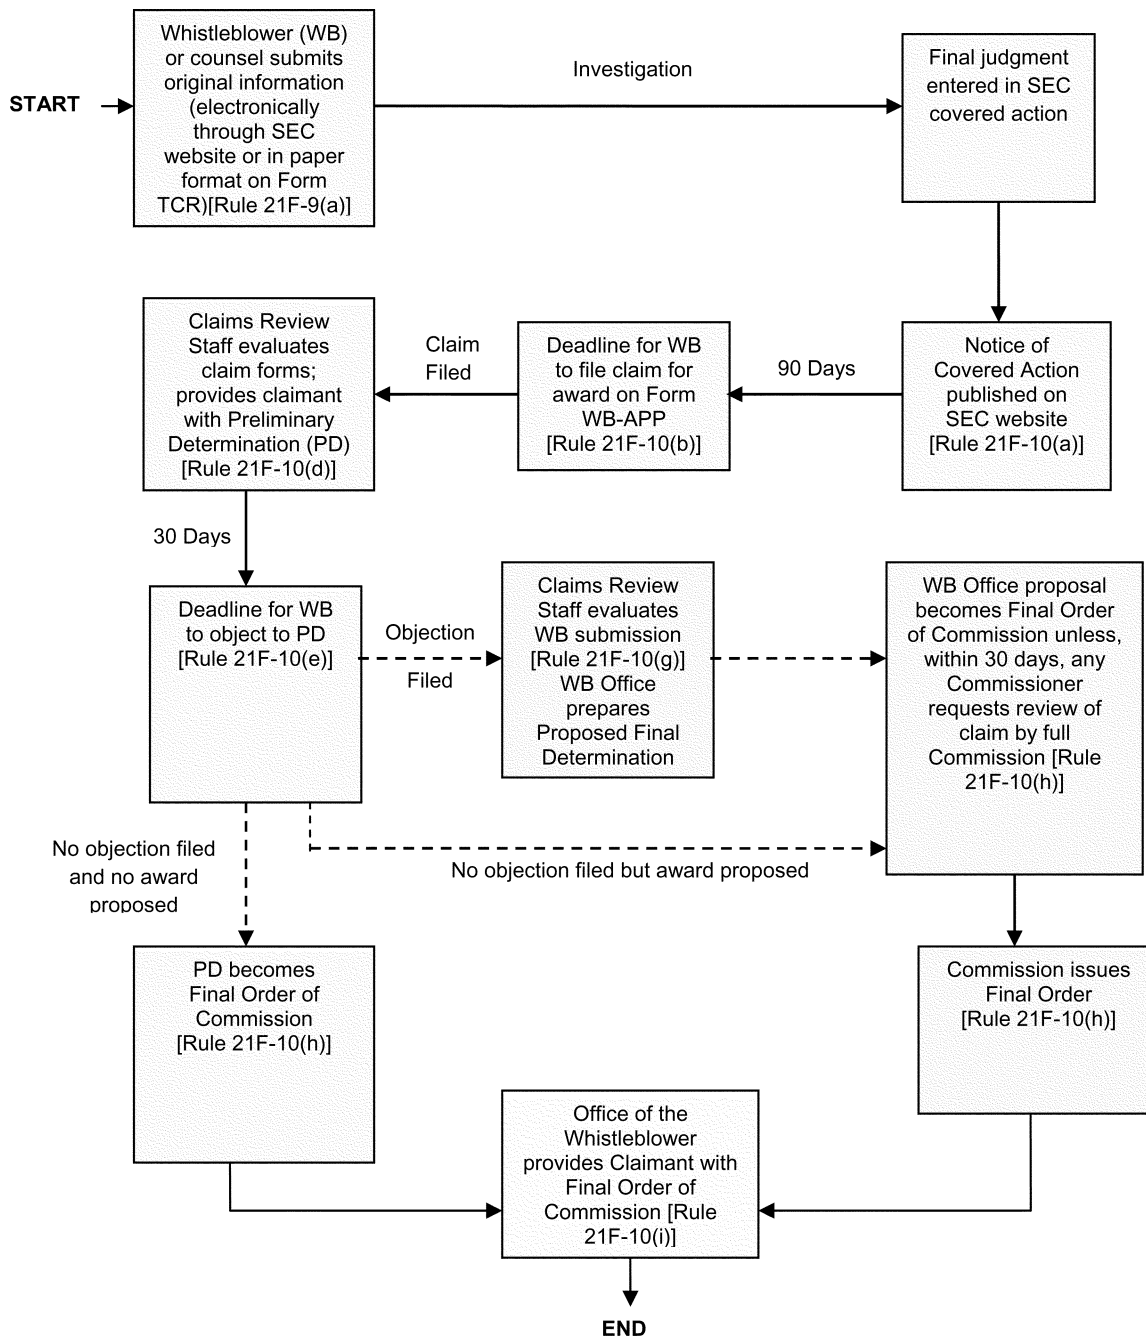 START
Whistleblower (WB)
or counsel submits
original information
(electronically
through SEC
website or in paper
format on Form
TCR)[Rule 21F-9(a)]
Investigation
Final judgment
entered in SEC
covered action
Notice of
Covered Action
published on
SEC website
[Rule 21F-10(a)]
90 Days
Deadline for WB
to file claim for
award on Form
WB-APP
[Rule 21F-10(b)]
Claim
Filed
Claims Review
Staff evaluates
claim forms;
provides claimant
with Preliminary
Determination (PD)
[Rule 21F-10(d)]
30 Days
Deadline for WB
to object to PD
[Rule 21F-10(e)]
Objection
Filed
Claims Review
Staff evaluates
WB submission
[Rule 21F-10(g)]
WB Office
prepares
Proposed Final
Determination
WB Office proposal
becomes Final Order
of Commission unless,
within 30 days, any
Commissioner
requests review of
claim by full
Commission [Rule
21F-10(h)]
No objection filed
and no award
proposed
No objection filed but award proposed
PD becomes
Final Order of
Commission
[Rule 21F-10(h)]
Commission issues
Final Order
[Rule 21F-10(h)]
Office of the
Whistleblower
provides Claimant with
Final Order of
Commission [Rule
21F-10(i)]
END